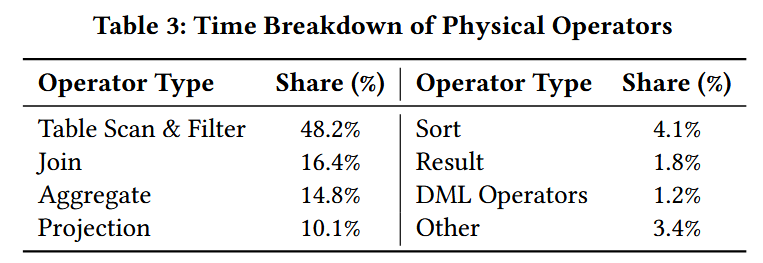 Table 3: Time Breakdown of Physical Operators
Operator Type Share (%) Operator Type Share (%)
Table Scan & Filter 48.2% Sort 4.1%
Join 16.4% Result 1.8%
Aggregate 14.8% DML Operators 1.2%
Projection 10.1% Other 3.4%